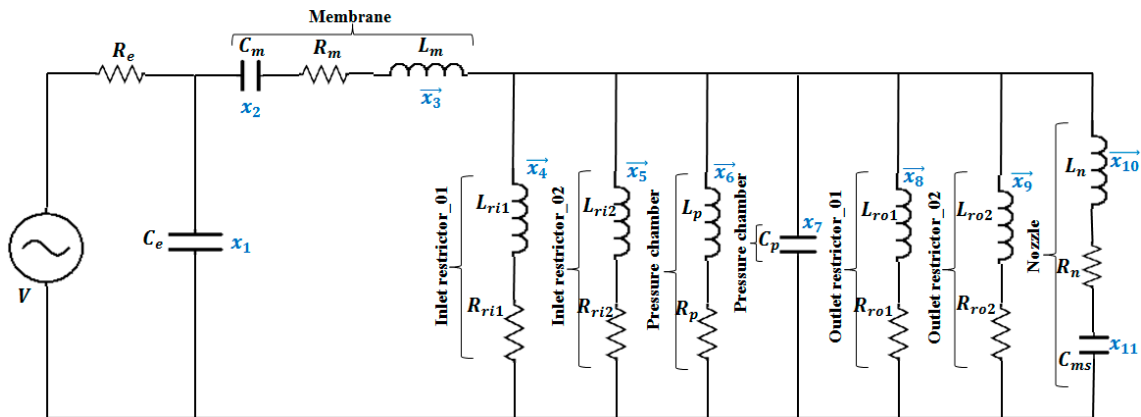 Membrane
R_e
C_m
R_m
L_m
x_2
x_3
V
C_e
x_1
Inlet restrictor_01
x_4
L_ri1
R_ri1
Inlet restrictor_02
x_5
L_ri2
R_ri2
Pressure chamber
x_6
L_p
R_p
Pressure chamber
C_p
x_7
Outlet restrictor_01
x_8
L_ro1
R_ro1
Outlet restrictor_02
x_9
L_ro2
R_ro2
Nozzle
x_10
L_n
R_n
C_ms
x_11